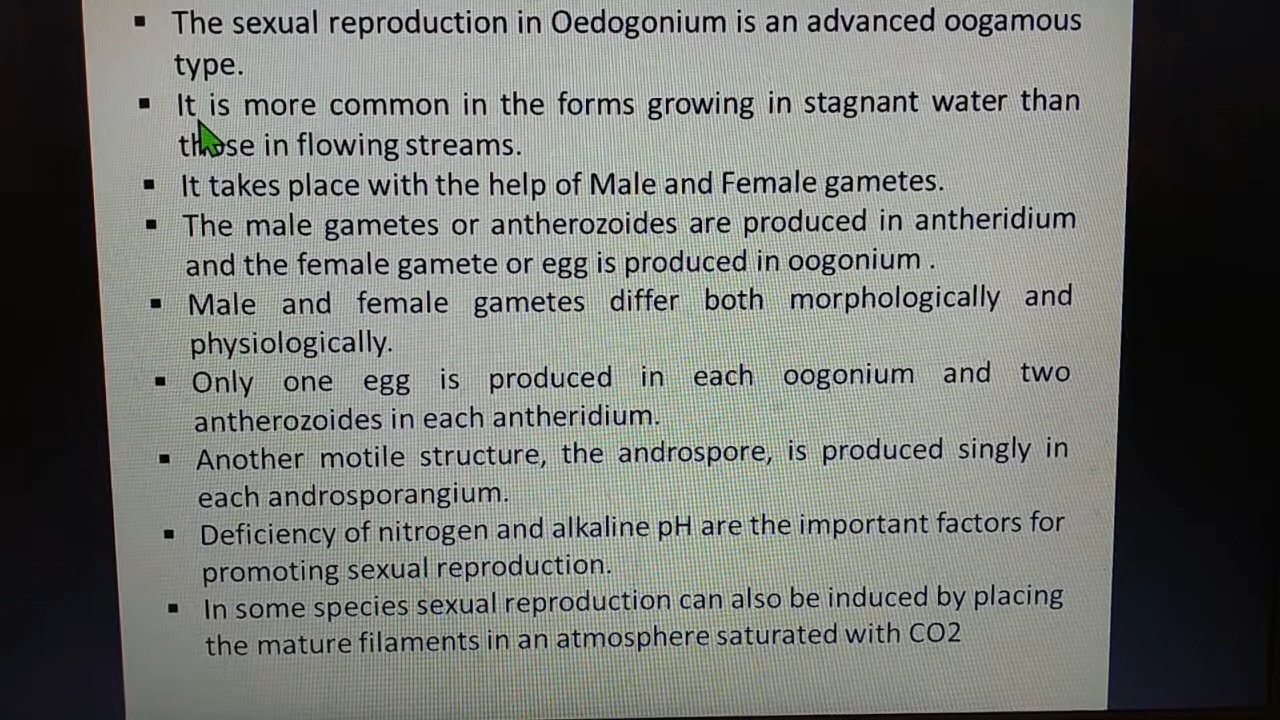 ▪ The sexual reproduction in Oedogonium is an advanced oogamous
type.
▪ It is more common in the forms growing in stagnant water than
those in flowing streams.
▪ It takes place with the help of Male and Female gametes.
▪ The male gametes or antherozoides are produced in antheridium
and the female gamete or egg is produced in oogonium .
▪ Male and female gametes differ both morphologically and
physiologically.
▪ Only one egg is produced in each oogonium and two
antherozoides in each antheridium.
▪ Another motile structure, the androspore, is produced singly in
each androsporangium.
▪ Deficiency of nitrogen and alkaline pH are the important factors for
promoting sexual reproduction.
▪ In some species sexual reproduction can also be induced by placing
the mature filaments in an atmosphere saturated with CO2